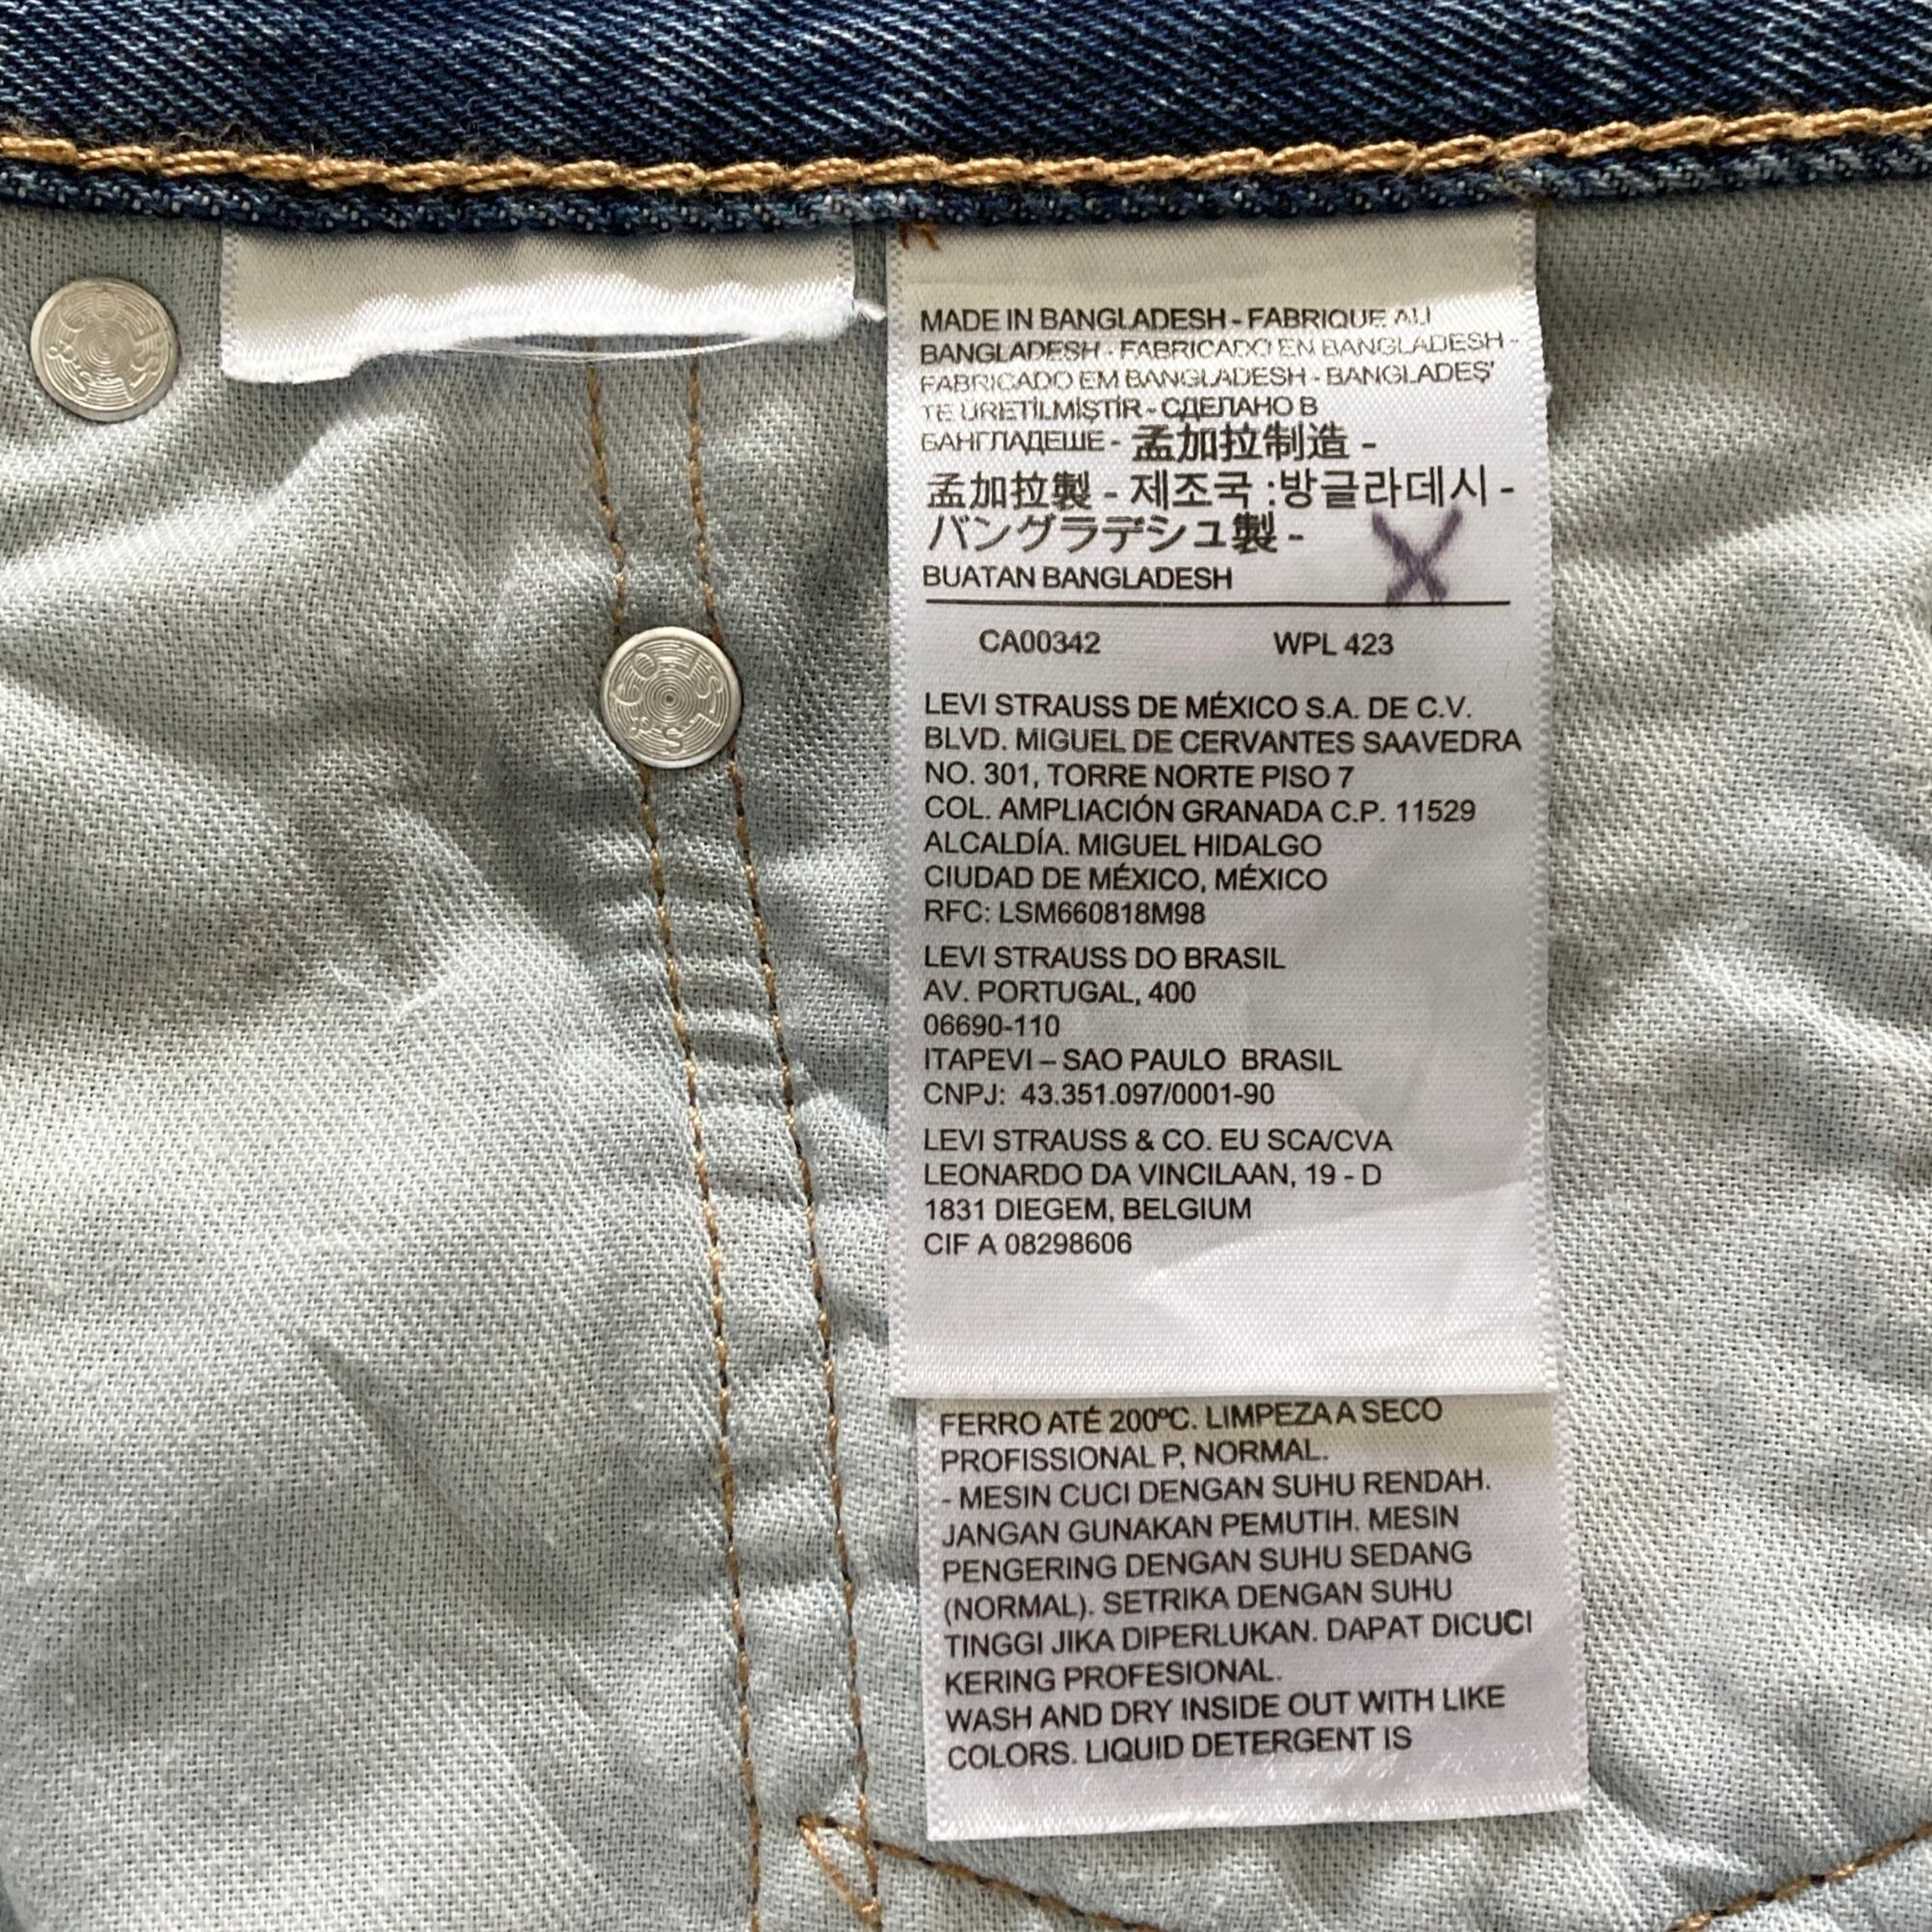 MADE IN BANGLADESH - FABRIQUE AU
BANGLADESH - FABRICADO EN BANGLADESH -
FABRICADO EM BANGLADESH - BANGLADEŞ'
TE ÜRETİLMİŞTİR - СДЕЛАНО В
БАНГЛАДЕШЕ - 孟加拉制造 -
孟加拉製 - 제조국 :방글라데시 -
バングラデシュ製 -
BUATAN BANGLADESH
X
CA00342 WPL 423
LEVI STRAUSS DE MÉXICO S.A. DE C.V.
BLVD. MIGUEL DE CERVANTES SAAVEDRA
NO. 301, TORRE NORTE PISO 7
COL. AMPLIACIÓN GRANADA C.P. 11529
ALCALDÍA. MIGUEL HIDALGO
CIUDAD DE MÉXICO, MÉXICO
RFC: LSM660818M98
LEVI STRAUSS DO BRASIL
AV. PORTUGAL, 400
06690-110
ITAPEVI – SAO PAULO BRASIL
CNPJ: 43.351.097/0001-90
LEVI STRAUSS & CO. EU SCA/CVA
LEONARDO DA VINCILAAN, 19 - D
1831 DIEGEM, BELGIUM
CIF A 08298606
FERRO ATÉ 200ºC. LIMPEZA A SECO
PROFISSIONAL P, NORMAL.
- MESIN CUCI DENGAN SUHU RENDAH.
JANGAN GUNAKAN PEMUTIH. MESIN
PENGERING DENGAN SUHU SEDANG
(NORMAL). SETRIKA DENGAN SUHU
TINGGI JIKA DIPERLUKAN. DAPAT DICUCI
KERING PROFESIONAL.
WASH AND DRY INSIDE OUT WITH LIKE
COLORS. LIQUID DETERGENT IS